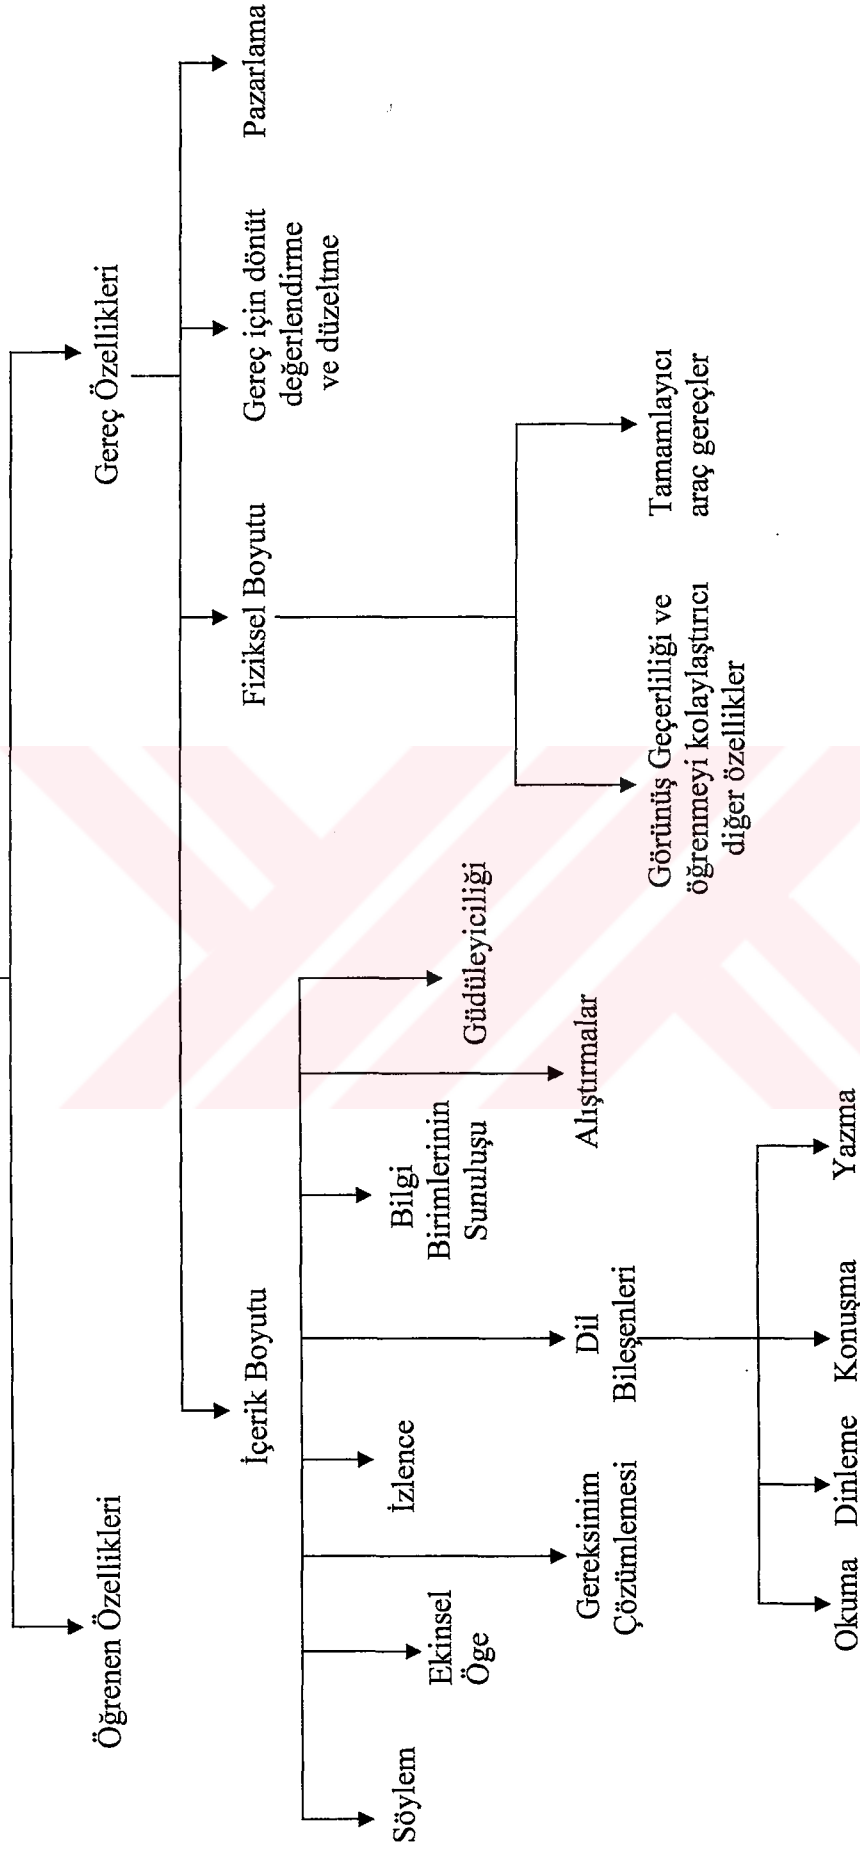 Öğrenen Özellikleri
Gereç Özellikleri
İçerik Boyutu
Fiziksel Boyutu
Gereç için dönüt
değerlendirme
ve düzeltme
Pazarlama
Söylem
Ekinsel
Öge
Gereksinim
Çözümlemesi
İzlence
Dil
Bileşenleri
Bilgi
Birimlerinin
Sunuluşu
Alıştırmalar
Güdüleyiciliği
Görünüş Geçerliliği ve
öğrenmeyi kolaylaştırıcı
diğer özellikler
Tamamlayıcı
araç gereçler
Okuma
Dinleme
Konuşma
Yazma